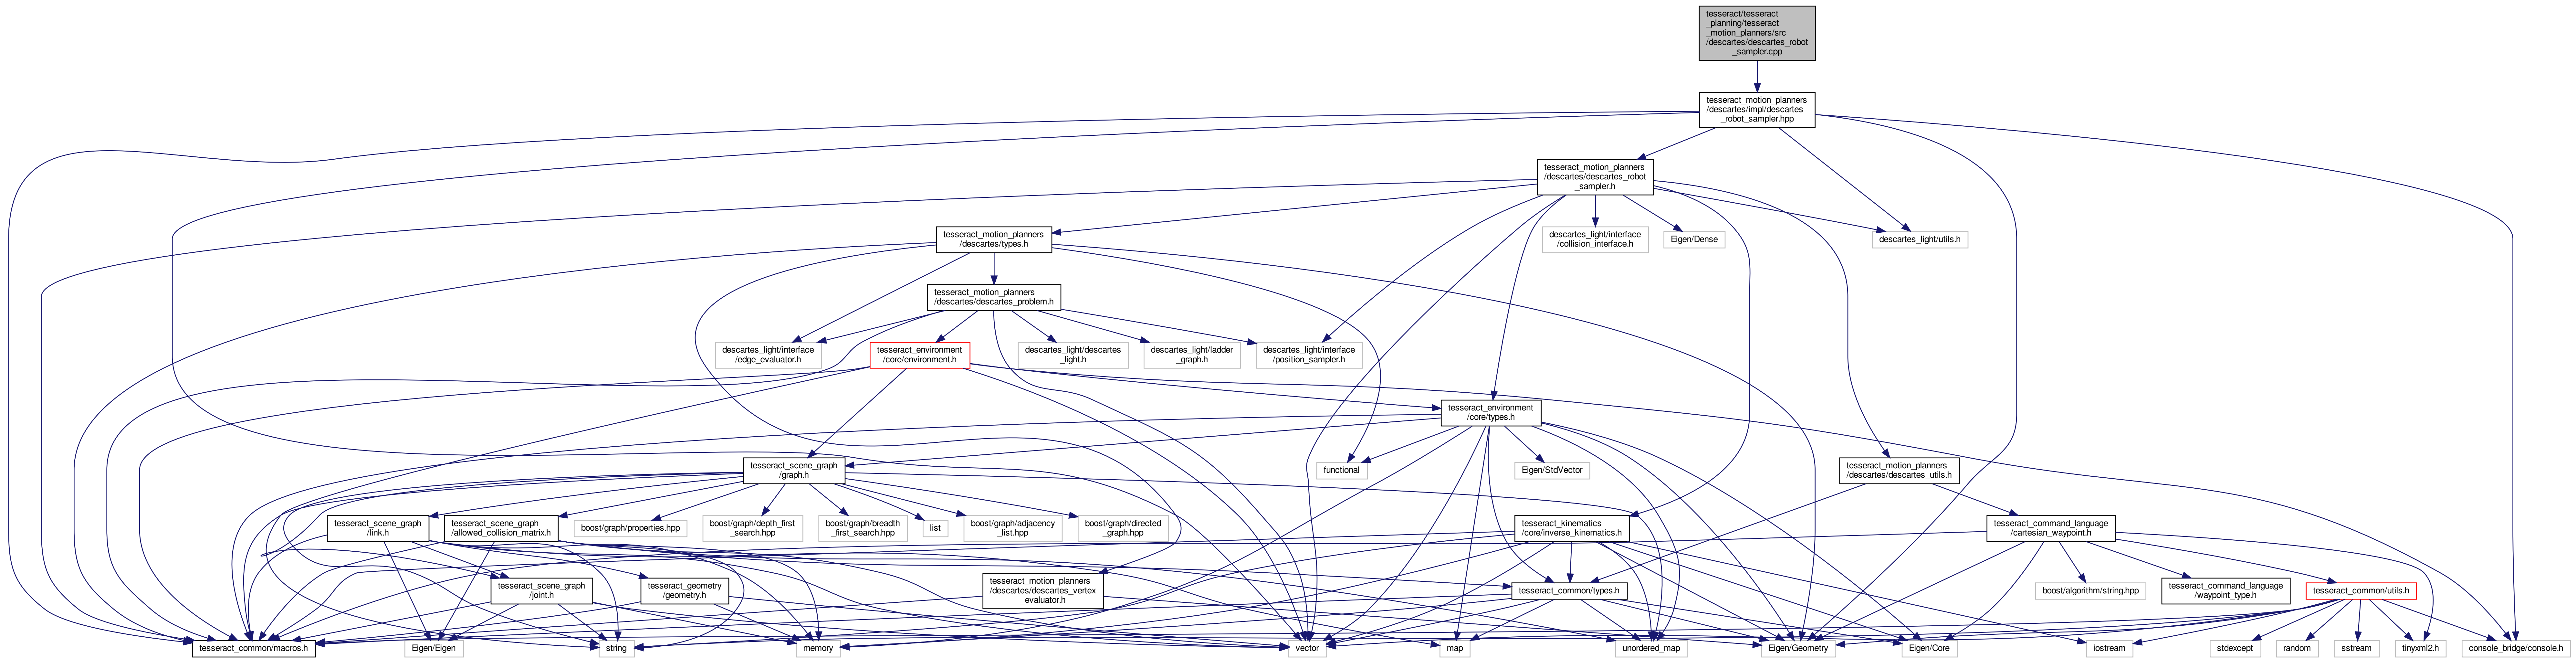 tesseract/tesseract
_planning/tesseract
_motion_planners/src
/descartes/descartes_robot
_sampler.cpp
tesseract_motion_planners
/descartes/impl/descartes
_robot_sampler.hpp
tesseract_motion_planners
/descartes/descartes_robot
_sampler.h
tesseract_motion_planners
/descartes/types.h
descartes_light/interface
/collision_interface.h
Eigen/Dense
descartes_light/utils.h
tesseract_motion_planners
/descartes/descartes_problem.h
descartes_light/interface
/edge_evaluator.h
tesseract_environment
/core/environment.h
descartes_light/descartes
_light.h
descartes_light/ladder
_graph.h
descartes_light/interface
/position_sampler.h
tesseract_environment
/core/types.h
tesseract_scene_graph
/graph.h
functional
Eigen/StdVector
tesseract_motion_planners
/descartes/descartes_utils.h
tesseract_scene_graph
/link.h
tesseract_scene_graph
/allowed_collision_matrix.h
boost/graph/properties.hpp
boost/graph/depth_first
_search.hpp
boost/graph/breadth
_first_search.hpp
list
boost/graph/adjacency
_list.hpp
boost/graph/directed
_graph.hpp
tesseract_kinematics
/core/inverse_kinematics.h
tesseract_command_language
/cartesian_waypoint.h
tesseract_scene_graph
/joint.h
tesseract_geometry
/geometry.h
tesseract_motion_planners
/descartes/descartes_vertex
_evaluator.h
tesseract_common/types.h
boost/algorithm/string.hpp
tesseract_command_language
/waypoint_type.h
tesseract_common/utils.h
tesseract_common/macros.h
Eigen/Eigen
string
memory
vector
map
unordered_map
Eigen/Geometry
Eigen/Core
iostream
stdexcept
random
sstream
tinyxml2.h
console_bridge/console.h